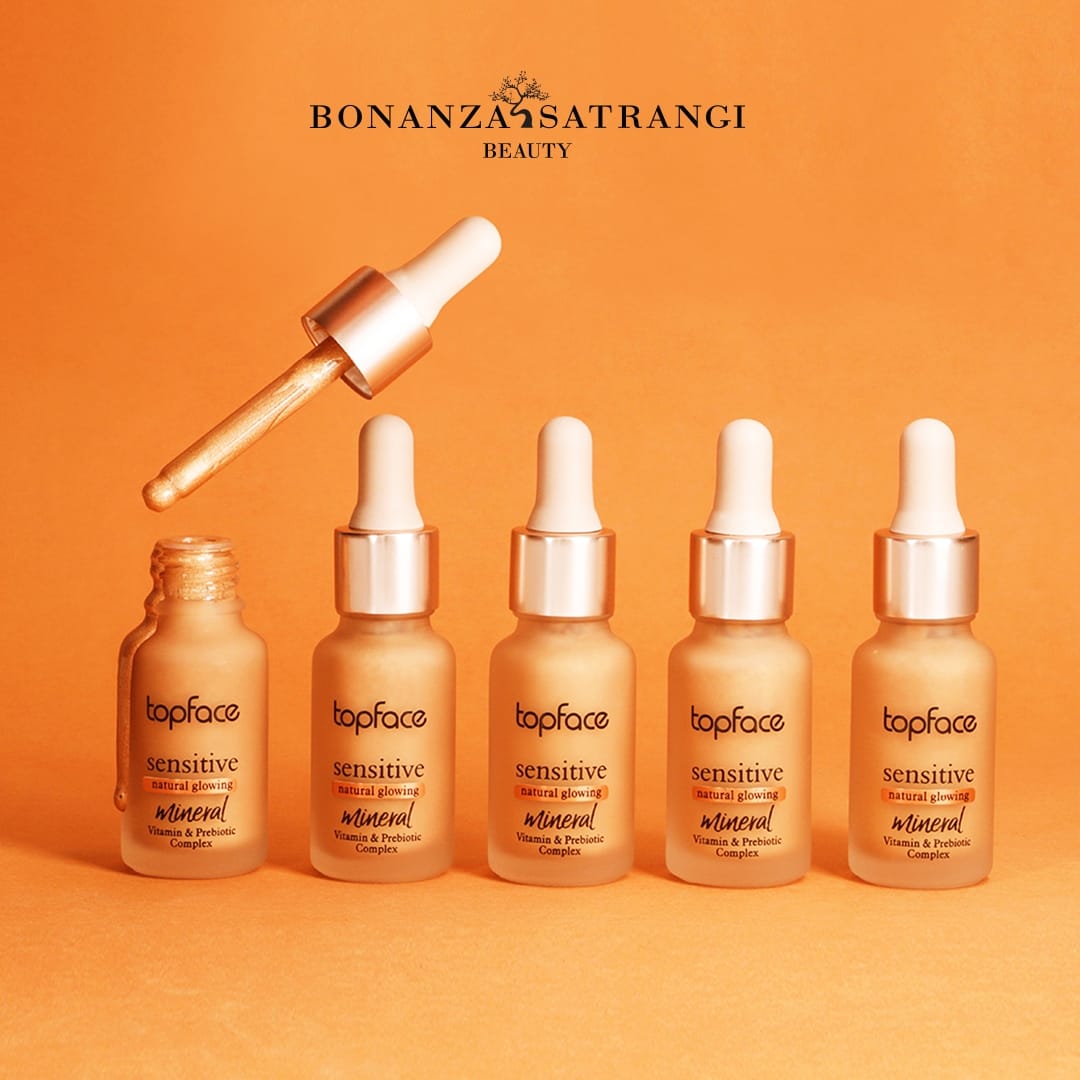 BONANZA SATRANGI
BEAUTY
topface
sensitive
natural glowing
mineral
Vitamin & Prebiotic
Complex
topface
sensitive
natural glowing
mineral
Vitamin & Prebiotic
Complex
topface
sensitive
natural glowing
mineral
Vitamin & Prebiotic
Complex
topface
sensitive
natural glowing
mineral
Vitamin & Prebiotic
Complex
topface
sensitive
natural glowing
mineral
Vitamin & Prebiotic
Complex